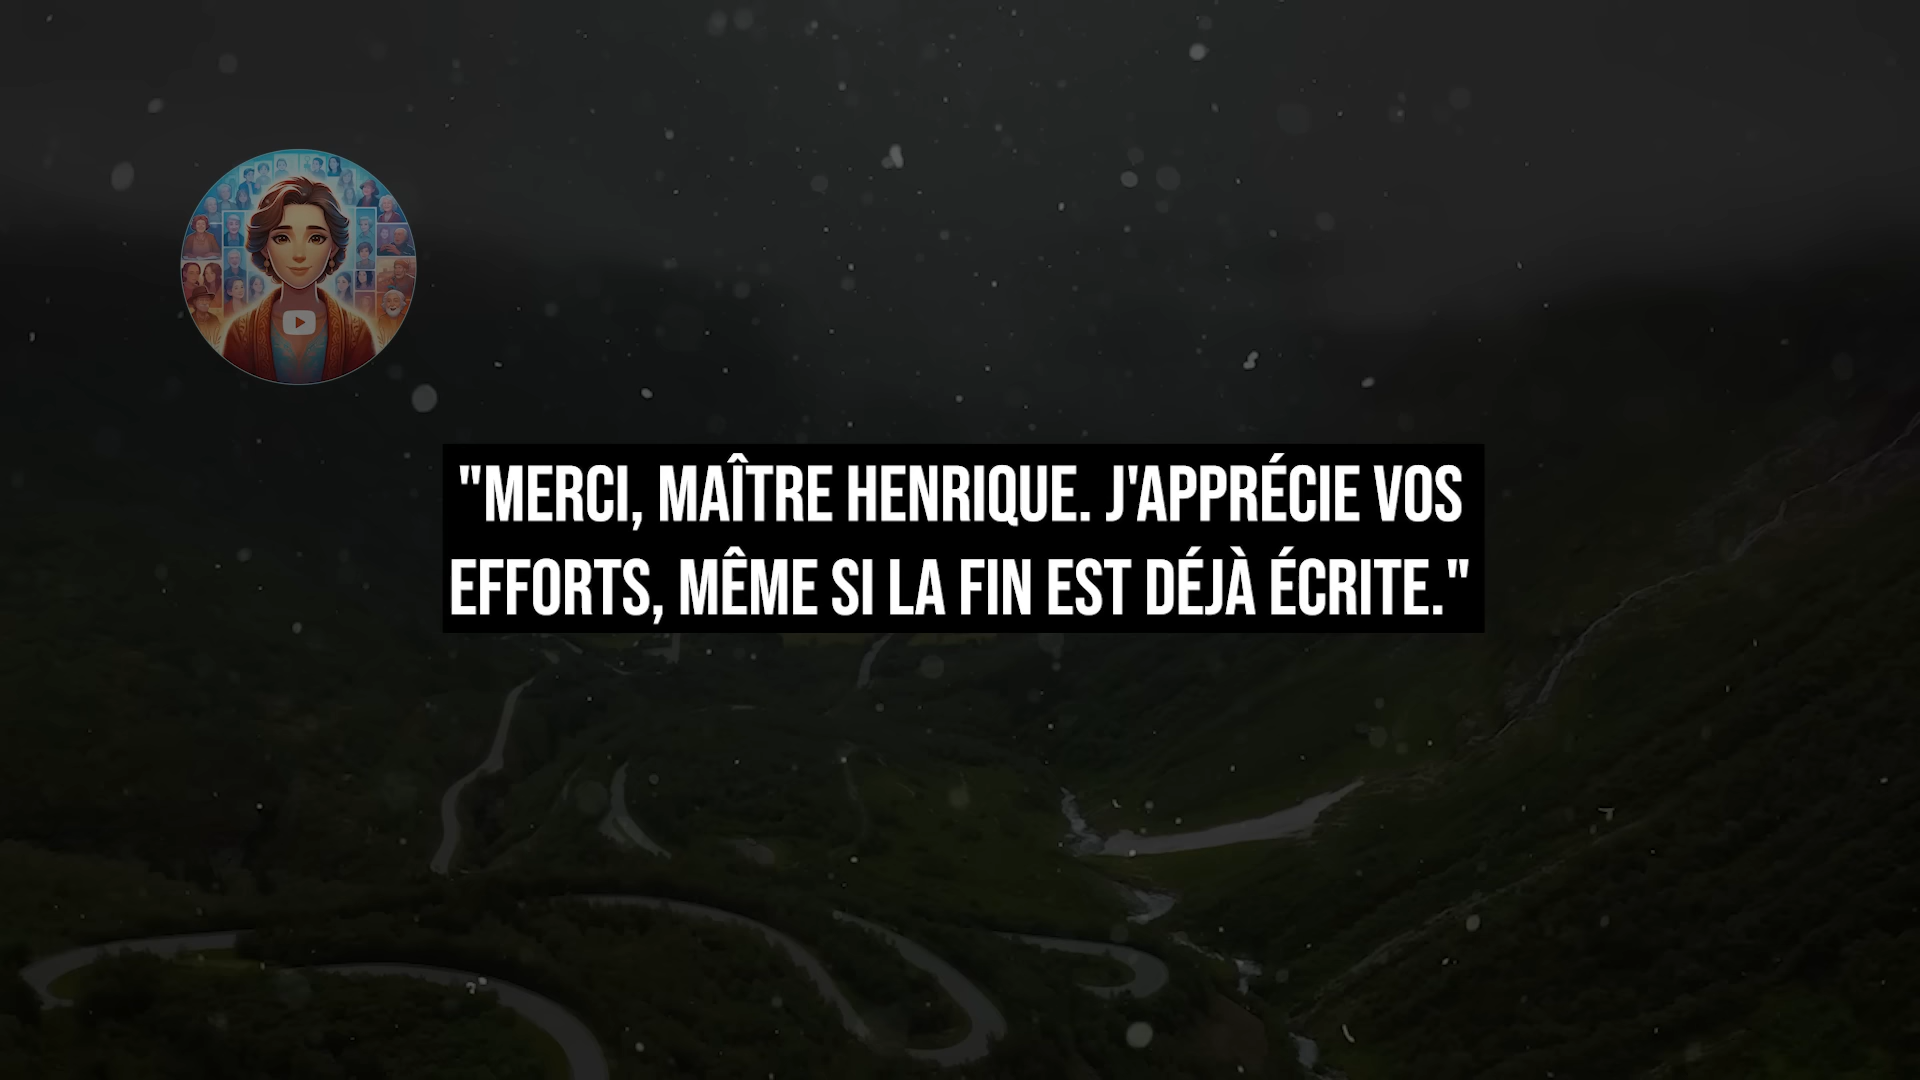 "MERCI, MAÎTRE HENRIQUE. J'APPRÉCIE VOS
EFFORTS, MÊME SI LA FIN EST DÉJÀ ÉCRITE."